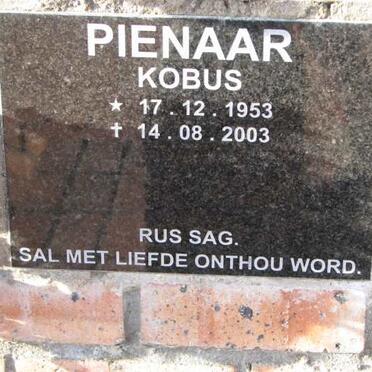 PIENAAR
KOBUS
★ 17 . 12 . 1953
✝ 14 . 08 . 2003
RUS SAG.
SAL MET LIEFDE ONTHOU WORD.